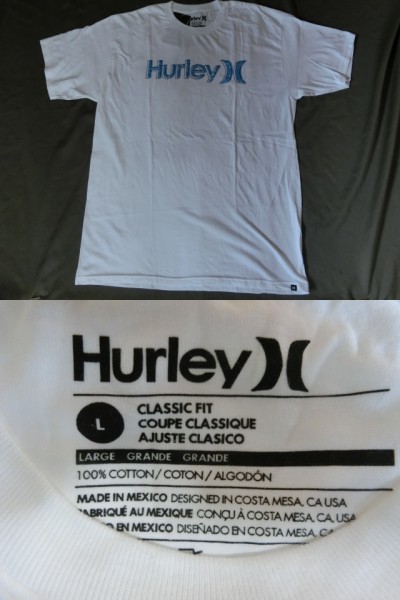 Hurley
Hurley
Hurley
L
CLASSIC FIT
COUPE CLASSIQUE
AJUSTE CLASICO
LARGE GRANDE GRANDE
100% COTTON / COTON / ALGODÓN
MADE IN MEXICO DESIGNED IN COSTA MESA, CA USA
FABRIQUÉ AU MEXIQUE CONÇU À COSTA MESA, CA USA
EN MEXICO DISEÑADO EN COSTA MESA, CA